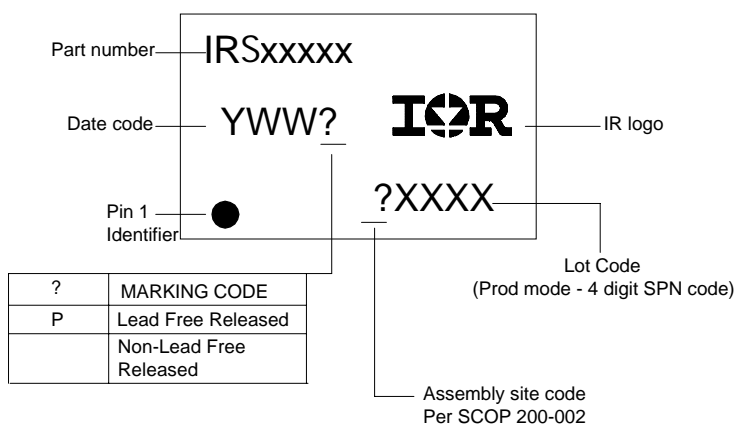 Part number
IRSxxxxx
Date code
YWW?
IOR
IR logo
?XXXX
Pin 1
Identifier
Lot Code
(Prod mode - 4 digit SPN code)
? MARKING CODE
P Lead Free Released
Non-Lead Free
Released
Assembly site code
Per SCOP 200-002